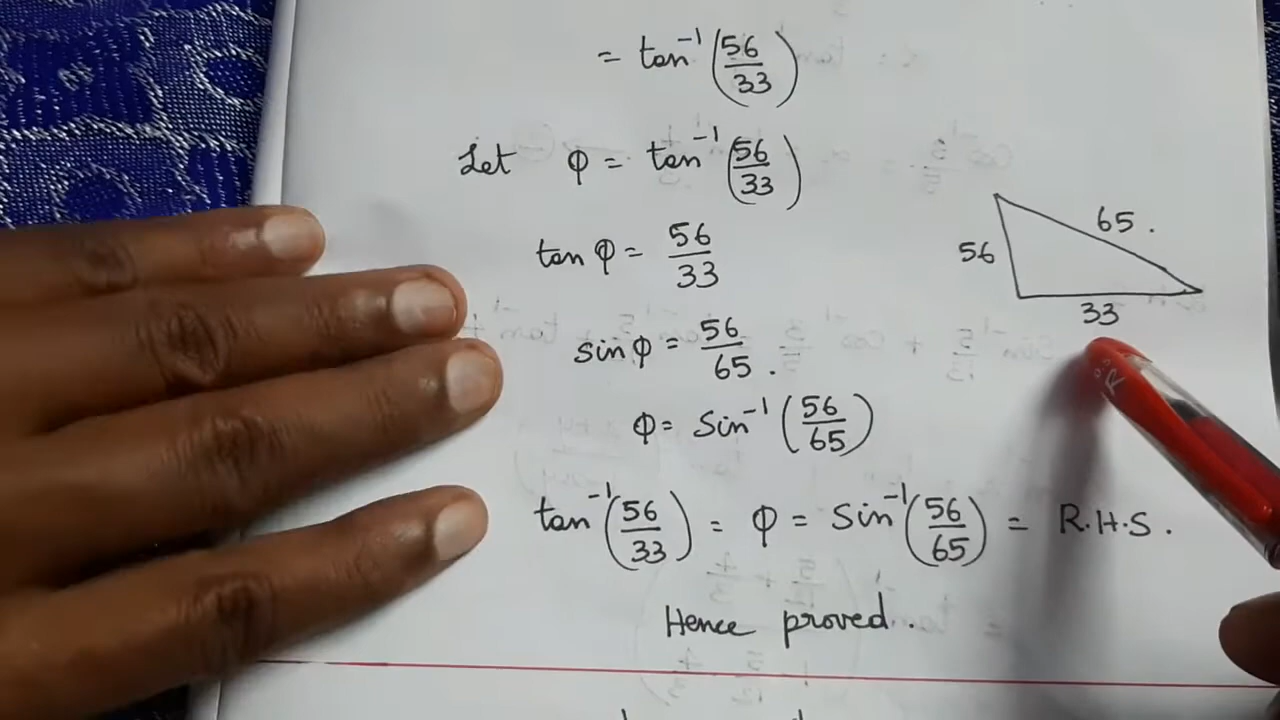 = tan⁻¹(56/33)
Let φ = tan⁻¹(56/33)
tan φ = 56/33
65.
56
33
sin φ = 56/65.
φ = Sin⁻¹(56/65)
tan⁻¹(56/33) = φ = Sin⁻¹(56/65) = R.H.S.
Hence proved.